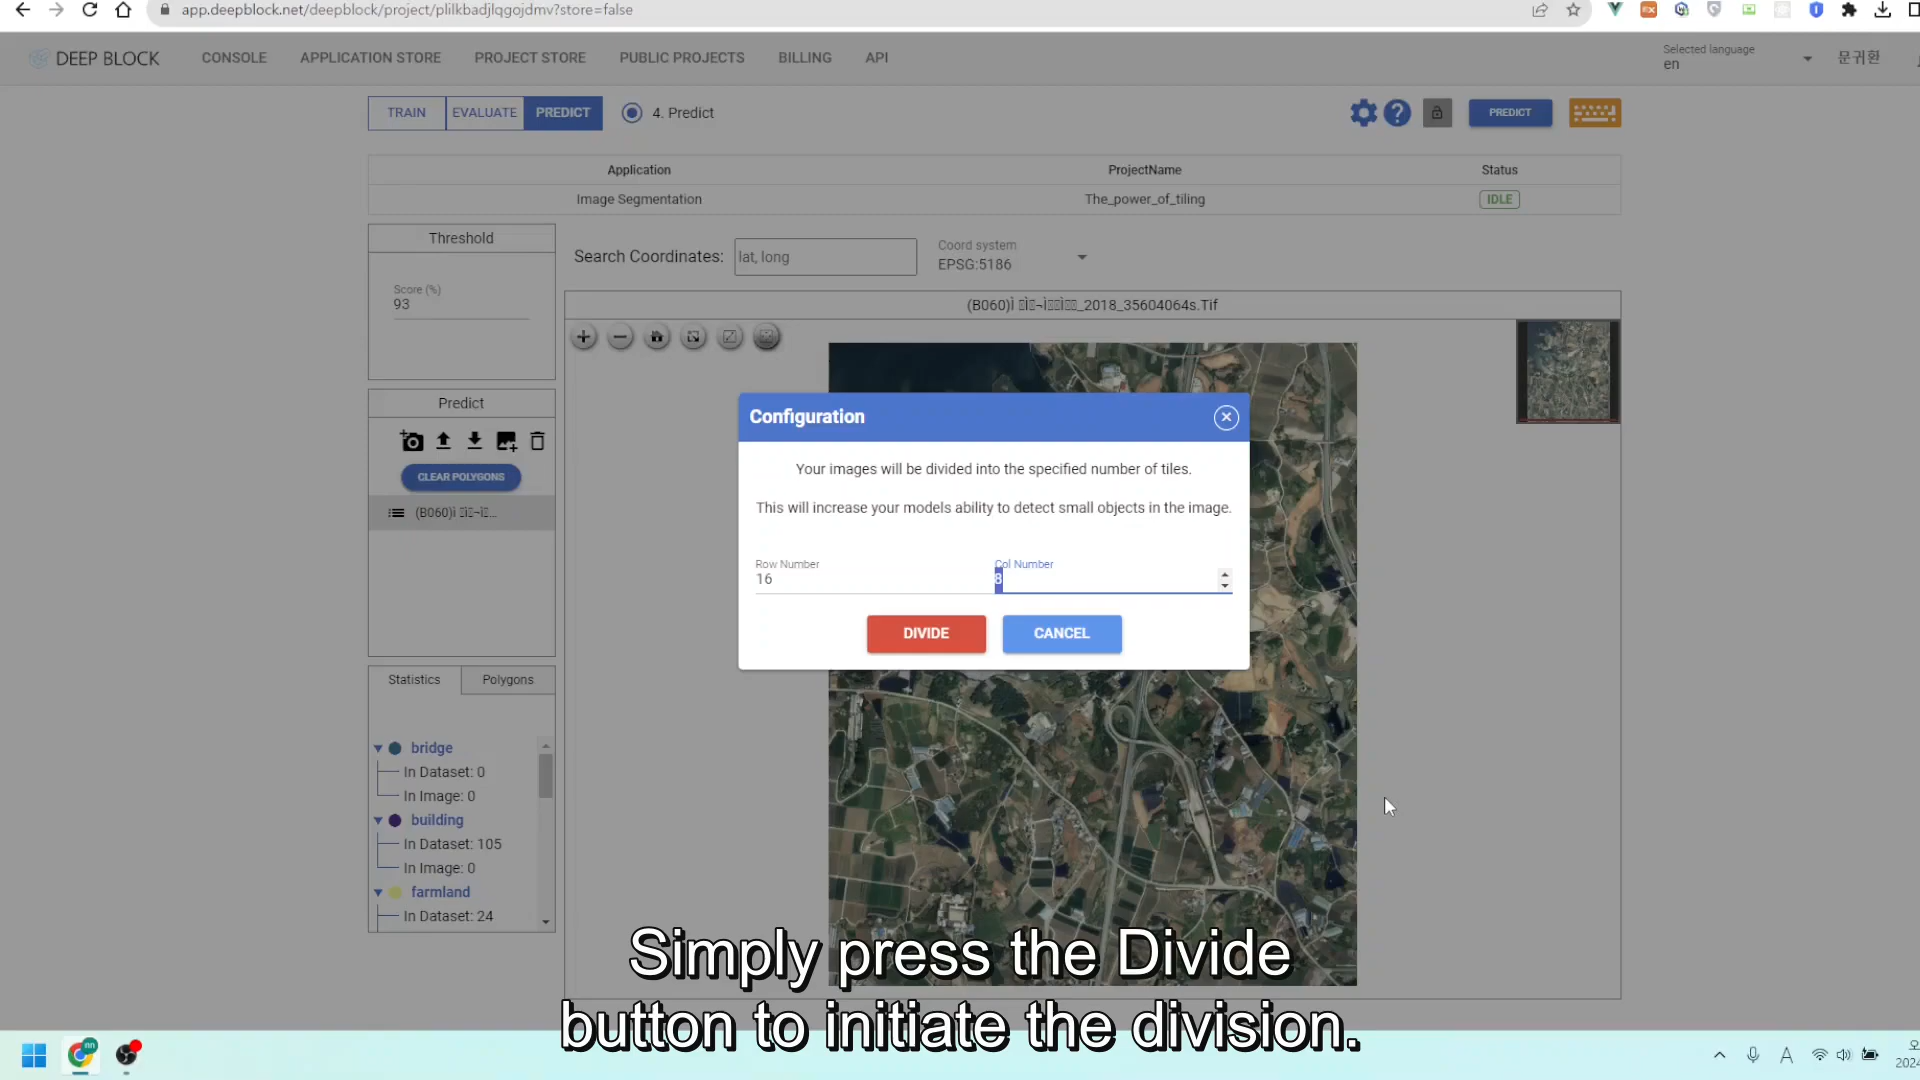 app.deepblock.net/deepblock/project/plilkbadjlqgojdmv?store=false
DEEP BLOCK
CONSOLE
APPLICATION STORE
PROJECT STORE
PUBLIC PROJECTS
BILLING
API
Selected language
en
문귀환
TRAIN
EVALUATE
PREDICT
4. Predict
PREDICT
Application
ProjectName
Status
Image Segmentation
The_power_of_tiling
IDLE
Threshold
Score (%)
93
Search Coordinates:
lat, long
Coord system
EPSG:5186
_2018_35604064s.Tif
Predict
CLEAR POLYGONS
Configuration
Your images will be divided into the specified number of tiles.
This will increase your models ability to detect small objects in the image.
Row Number
16
Col Number
8
DIVIDE
CANCEL
Statistics
Polygons
bridge
In Dataset: 0
In Image: 0
building
In Dataset: 105
In Image: 0
farmland
In Dataset: 24
Simply press the Divide
button to initiate the division.
A
오
2024